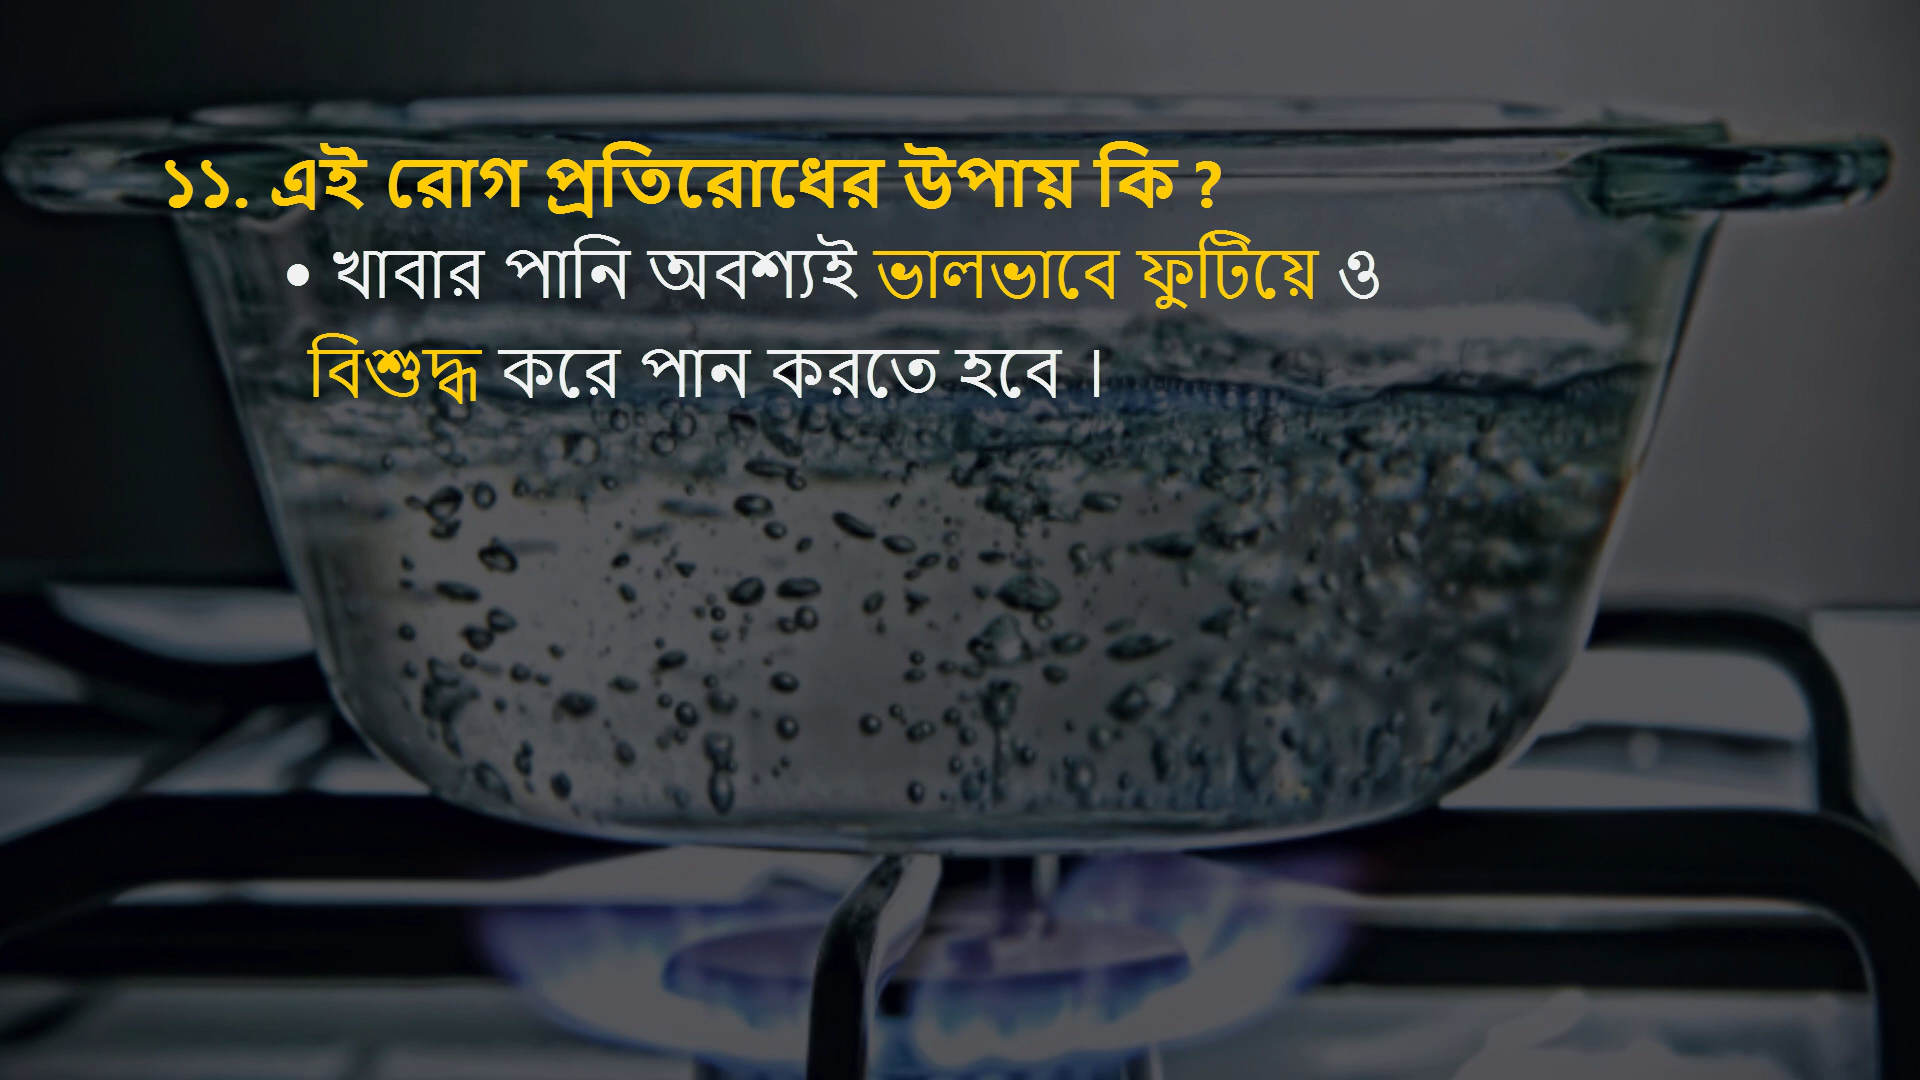 ১১. এই রোগ প্রতিরোধের উপায় কি ?
• খাবার পানি অবশ্যই ভালভাবে ফুটিয়ে ও
বিশুদ্ধ করে পান করতে হবে ।